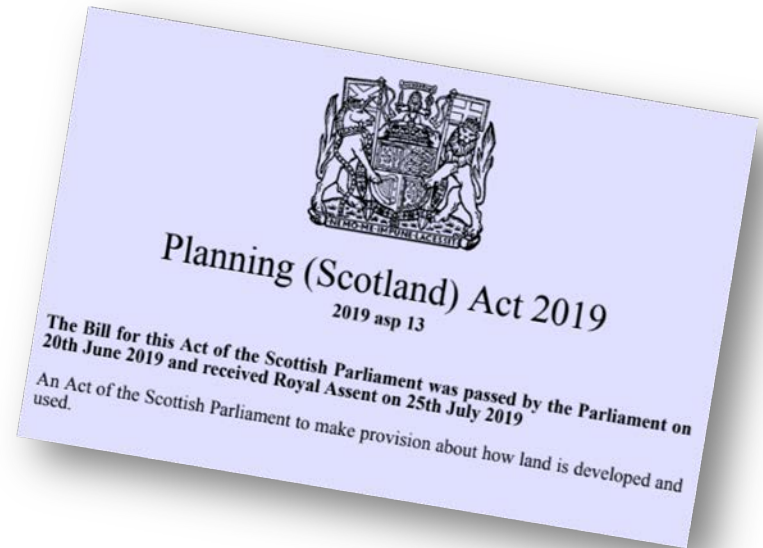 NEMO·ME·IMPUNE·LACESSIT
Planning (Scotland) Act 2019
2019 asp 13
The Bill for this Act of the Scottish Parliament was passed by the Parliament on
20th June 2019 and received Royal Assent on 25th July 2019
An Act of the Scottish Parliament to make provision about how land is developed and
used.